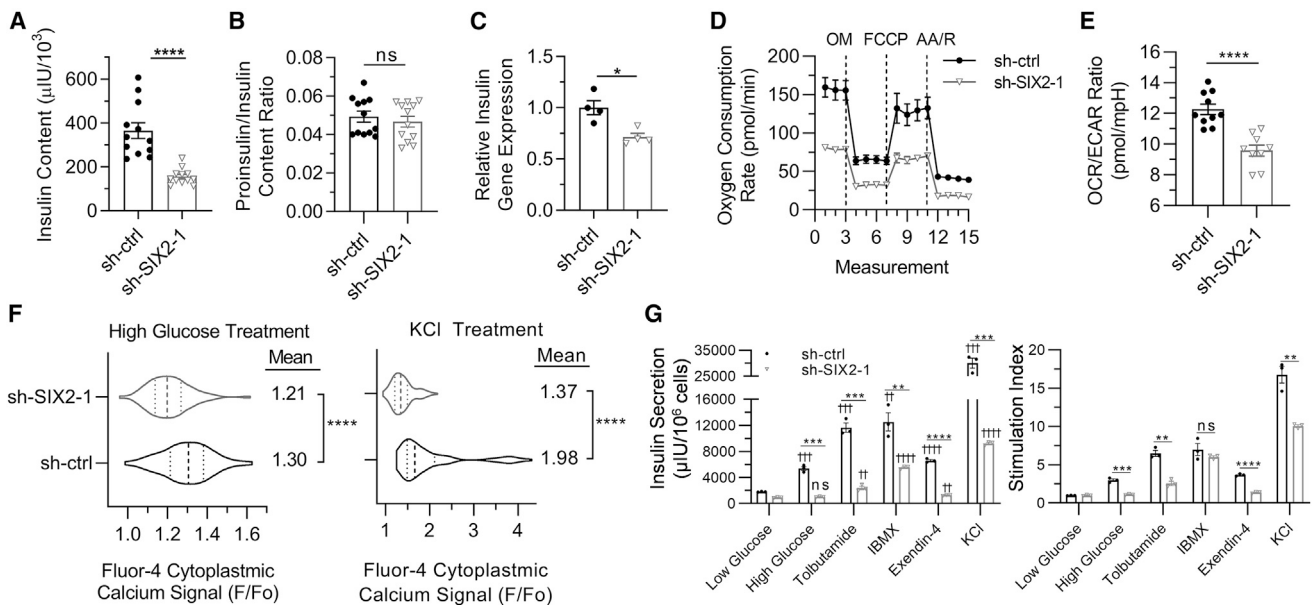 A
Insulin Content (µIU/10³)
600
400
200
0
****
sh-ctrl
sh-SIX2-1
B
Proinsulin/Insulin
Content Ratio
0.08
0.06
0.04
0.02
0.00
ns
sh-ctrl
sh-SIX2-1
C
Relative Insulin
Gene Expression
1.5
1.0
0.5
0.0
*
sh-ctrl
sh-SIX2-1
D
OM FCCP AA/R
sh-ctrl
sh-SIX2-1
Oxygen Consumption
Rate (pmol/min)
200
150
100
50
0
0 3 6 9 12 15
Measurement
E
OCR/ECAR Ratio
(pmol/mpH)
16
14
12
10
8
6
****
sh-ctrl
sh-SIX2-1
F
High Glucose Treatment
Mean
sh-SIX2-1
1.21
****
sh-ctrl
1.30
1.0 1.2 1.4 1.6
Fluor-4 Cytoplastmic
Calcium Signal (F/Fo)
KCl Treatment
Mean
1.37
****
1.98
1 2 3 4
Fluor-4 Cytoplastmic
Calcium Signal (F/Fo)
G
Insulin Secretion
(µIU/10⁶ cells)
35000
25000
16000
12000
8000
4000
0
sh-ctrl
sh-SIX2-1
††† *** ns
††† *** ††
†† ** ††††
†††† **** ††
††† *** ††††
Low Glucose
High Glucose
Tolbutamide
IBMX
Exendin-4
KCl
Stimulation Index
20
15
10
5
0
***
**
ns
****
**
Low Glucose
High Glucose
Tolbutamide
IBMX
Exendin-4
KCl